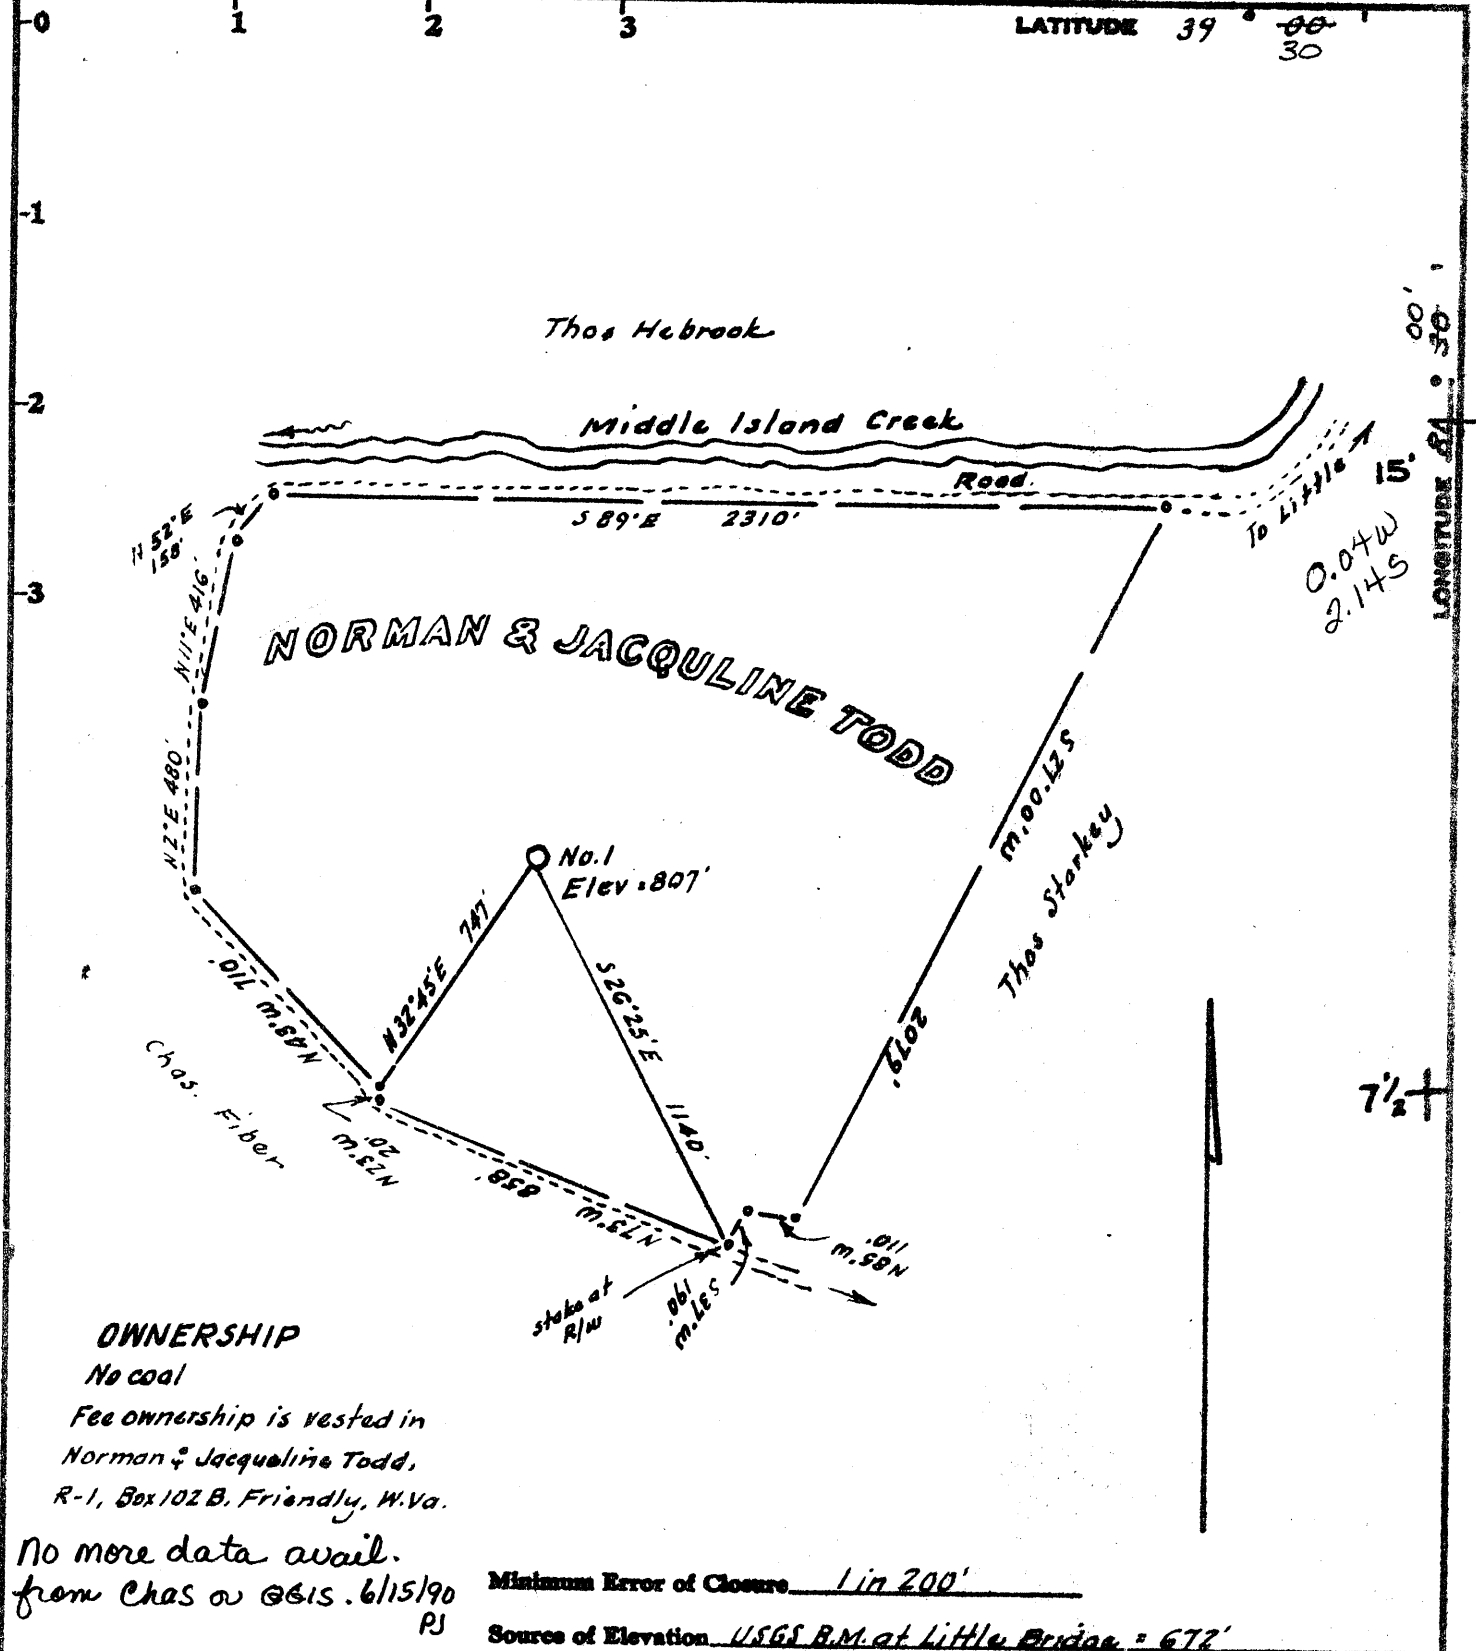 0 1 2 3 LATITUDE 39 ° 00 '
30
1
Thos Hebrook
00'
LONGITUDE 81 ° 30 '
2
Middle Island Creek
Road
15'
To Little
S 89° E 2310'
0.04W
2.14S
N 52° E
158'
3
N 11° E 416'
NORMAN & JACQULINE TODD
S 27°00' W
N 2° E 480'
Thos Starkey
No. 1
Elev = 807'
747'
N 32°45' E
S 26°25' E
1140'
2079'
710'
N 43° W
Chas. Fiber
7 1/2'
N 23° W
20'
858'
N 73° W
N 85° W
110'
stake at
R/W
S 37° W
190'
OWNERSHIP
No coal
Fee ownership is vested in
Norman & Jacqueline Todd,
R-1, Box 102 B, Friendly, W. Va.
No more data avail.
from Chas or OGIS. 6/15/90
PJ
Minimum Error of Closure 1 in 200'
Source of Elevation USGS B.M. at Little Bridge = 672'